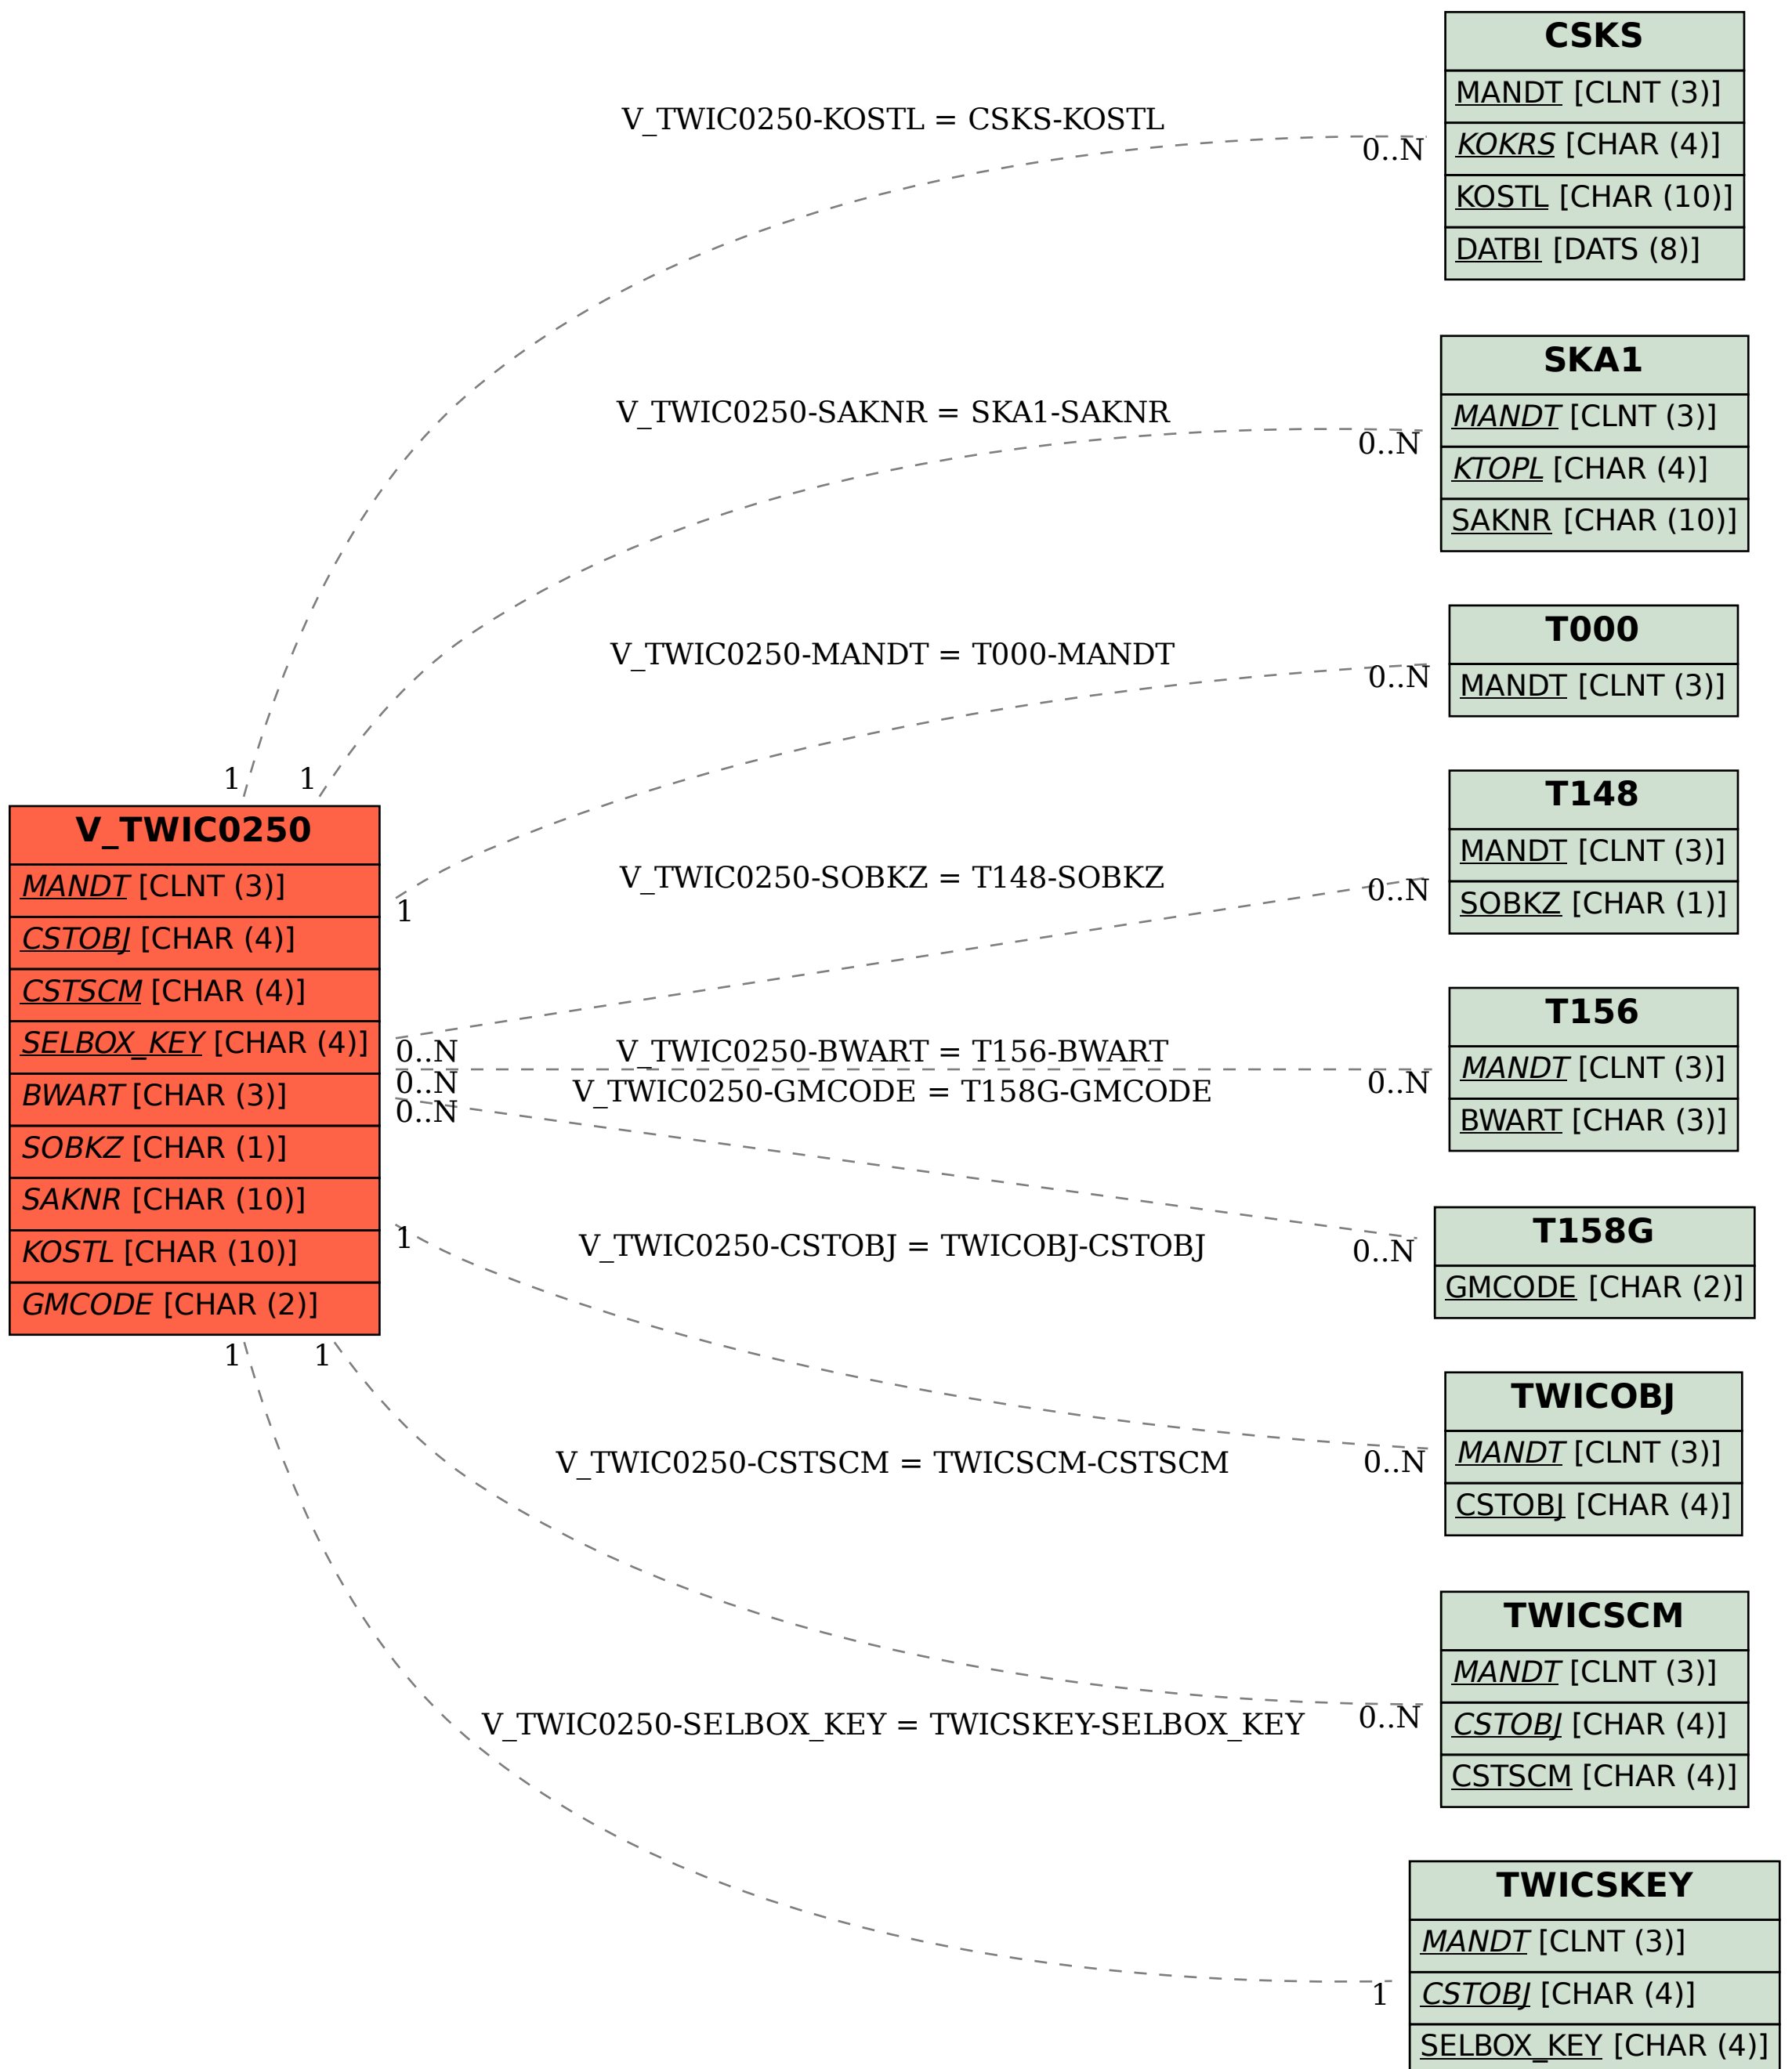 CSKS
MANDT [CLNT (3)]
KOKRS [CHAR (4)]
KOSTL [CHAR (10)]
DATBI [DATS (8)]
V_TWIC0250-KOSTL = CSKS-KOSTL
0..N
1
SKA1
MANDT [CLNT (3)]
KTOPL [CHAR (4)]
SAKNR [CHAR (10)]
V_TWIC0250-SAKNR = SKA1-SAKNR
0..N
1
T000
MANDT [CLNT (3)]
V_TWIC0250-MANDT = T000-MANDT
0..N
1
V_TWIC0250
MANDT [CLNT (3)]
CSTOBJ [CHAR (4)]
CSTSCM [CHAR (4)]
SELBOX_KEY [CHAR (4)]
BWART [CHAR (3)]
SOBKZ [CHAR (1)]
SAKNR [CHAR (10)]
KOSTL [CHAR (10)]
GMCODE [CHAR (2)]
T148
MANDT [CLNT (3)]
SOBKZ [CHAR (1)]
V_TWIC0250-SOBKZ = T148-SOBKZ
0..N
0..N
T156
MANDT [CLNT (3)]
BWART [CHAR (3)]
V_TWIC0250-BWART = T156-BWART
0..N
0..N
V_TWIC0250-GMCODE = T158G-GMCODE
0..N
0..N
T158G
GMCODE [CHAR (2)]
V_TWIC0250-CSTOBJ = TWICOBJ-CSTOBJ
1
0..N
TWICOBJ
MANDT [CLNT (3)]
CSTOBJ [CHAR (4)]
V_TWIC0250-CSTSCM = TWICSCM-CSTSCM
1
0..N
TWICSCM
MANDT [CLNT (3)]
CSTOBJ [CHAR (4)]
CSTSCM [CHAR (4)]
V_TWIC0250-SELBOX_KEY = TWICSKEY-SELBOX_KEY
1
1
TWICSKEY
MANDT [CLNT (3)]
CSTOBJ [CHAR (4)]
SELBOX_KEY [CHAR (4)]